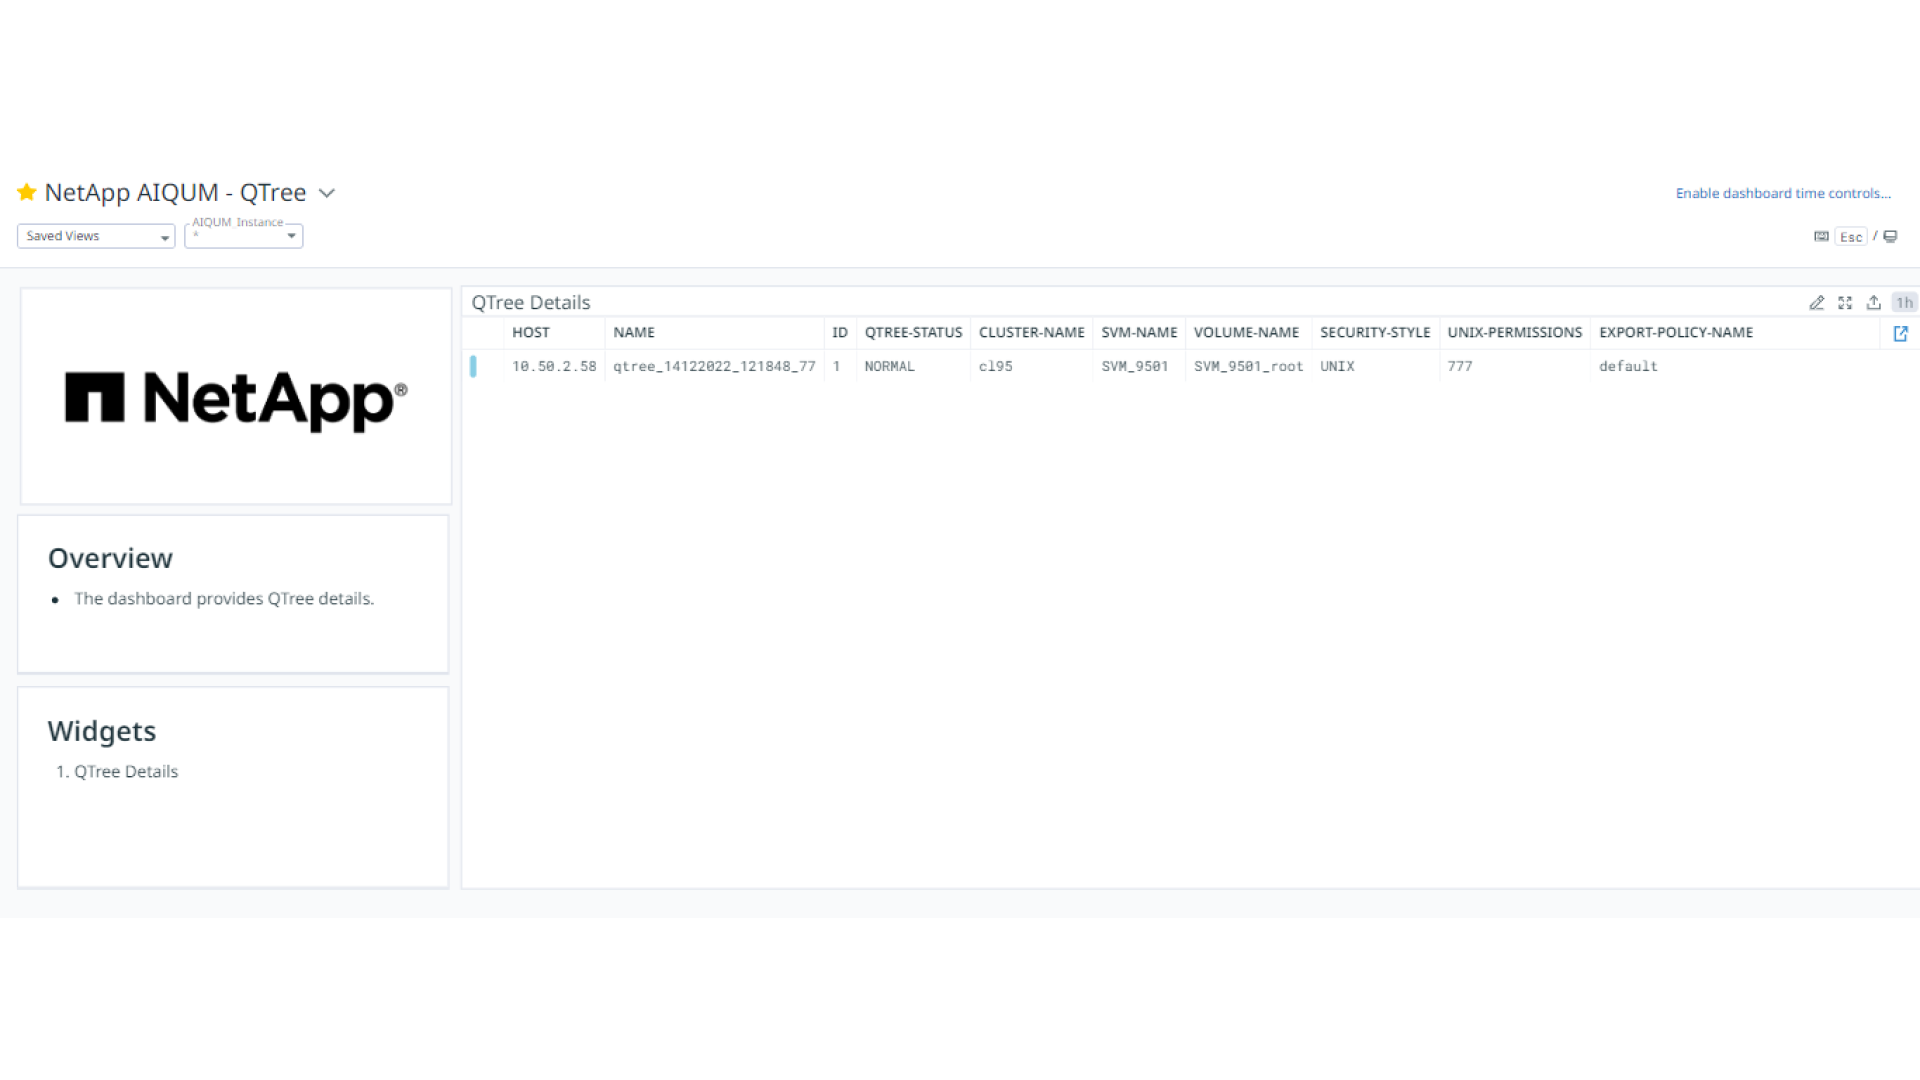 NetApp AIQUM - QTree
Enable dashboard time controls...
Saved Views
AIQUM_Instance
*
Esc /
NetApp®
Overview
• The dashboard provides QTree details.
Widgets
1. QTree Details
QTree Details
1h
HOST NAME ID QTREE-STATUS CLUSTER-NAME SVM-NAME VOLUME-NAME SECURITY-STYLE UNIX-PERMISSIONS EXPORT-POLICY-NAME
10.50.2.58 qtree_14122022_121848_77 1 NORMAL cl95 SVM_9501 SVM_9501_root UNIX 777 default